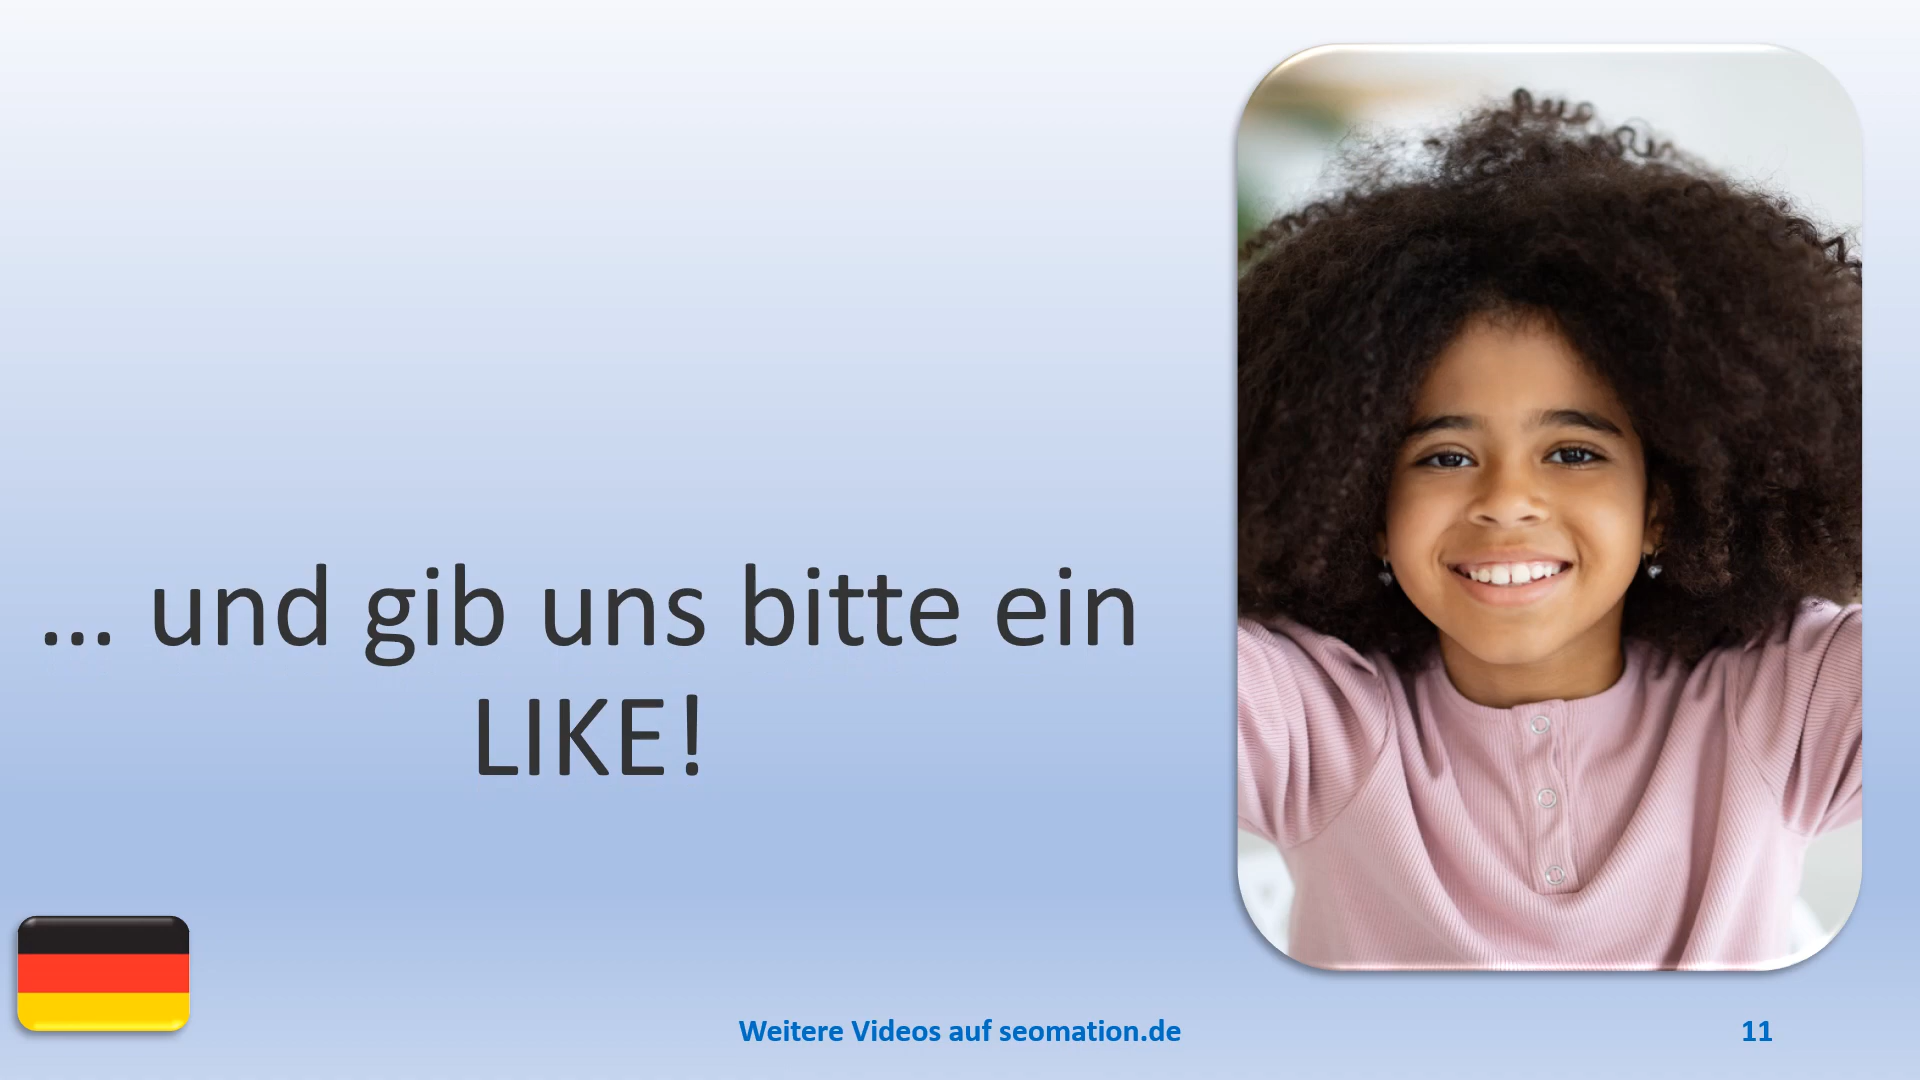 ... und gib uns bitte ein
LIKE!
Weitere Videos auf seomation.de
11